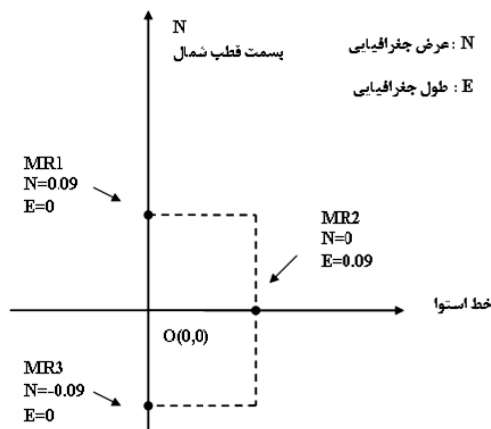 N
بسمت قطب شمال
N : عرض جغرافیایی
E : طول جغرافیایی
MR1
N=0.09
E=0
MR2
N=0
E=0.09
خط استوا
O(0,0)
MR3
N=-0.09
E=0